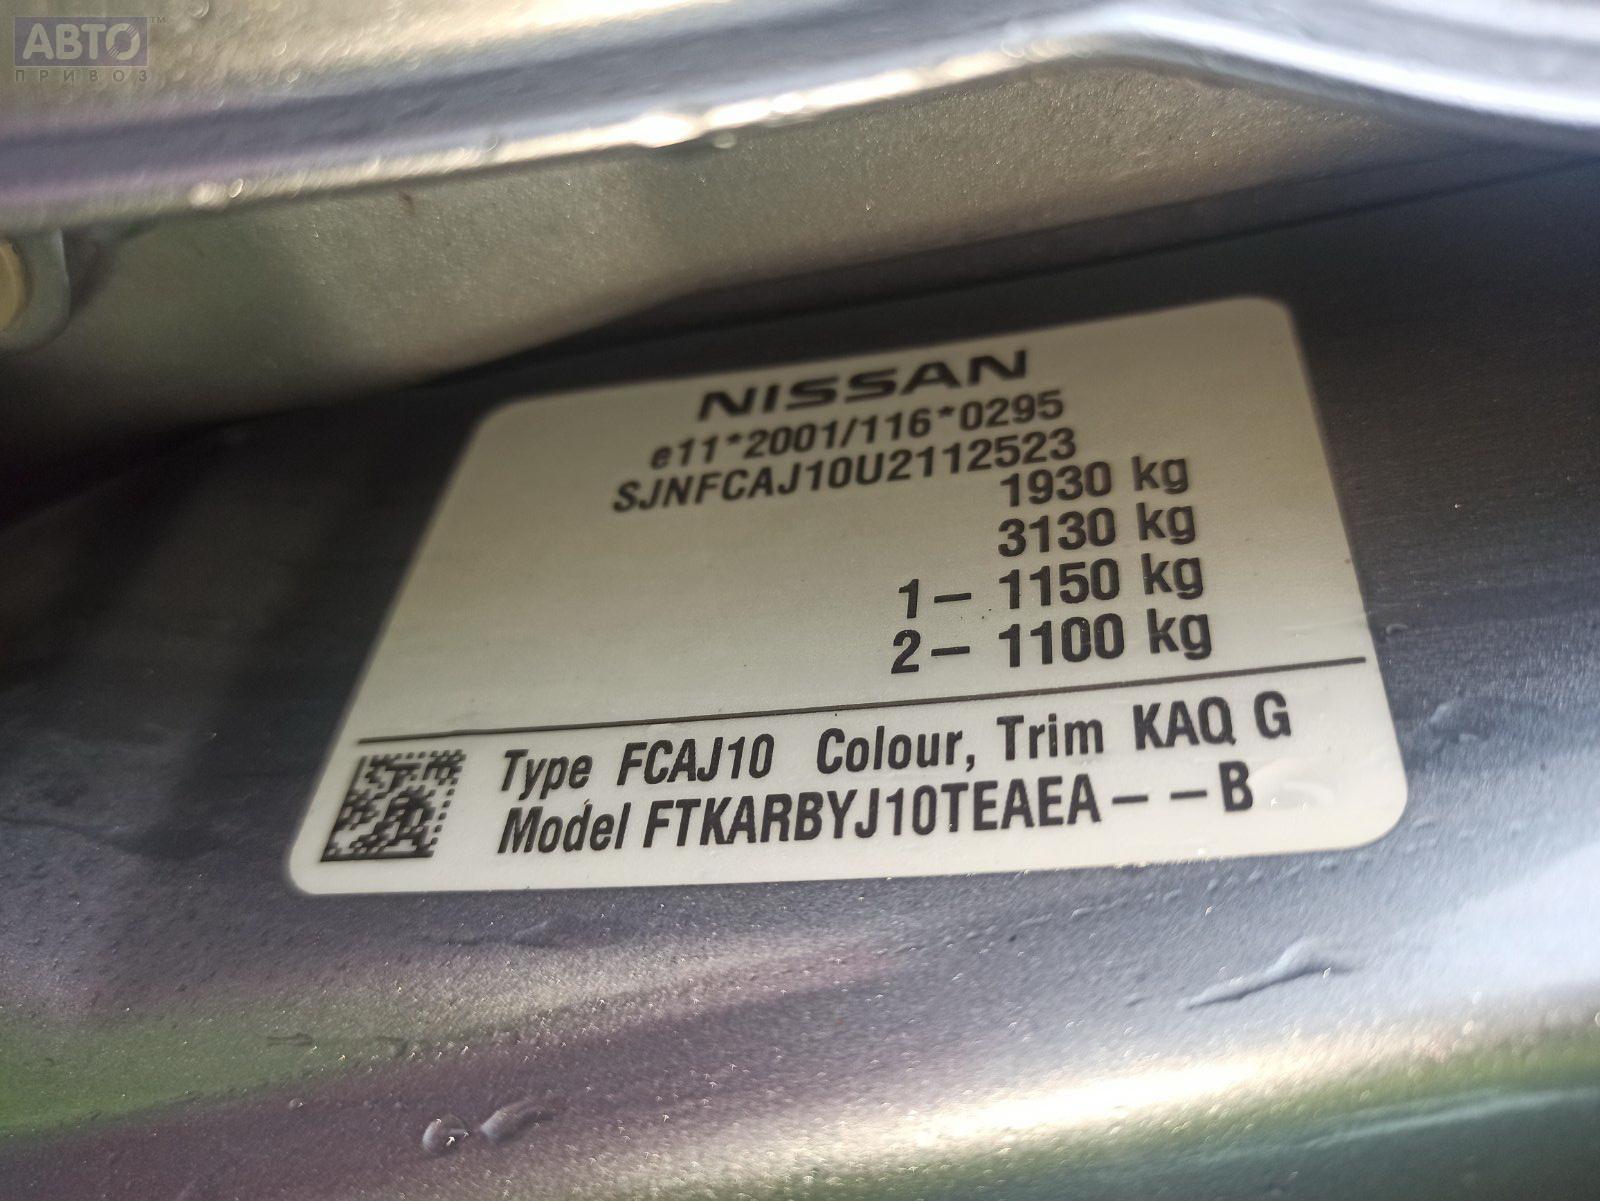 АВТО™
ПРИВОЗ
NISSAN
e11*2001/116*0295
SJNFCAJ10U2112523
1930 kg
3130 kg
1– 1150 kg
2– 1100 kg
Type FCAJ10 Colour, Trim KAQ G
Model FTKARBYJ10TEAEA– –B